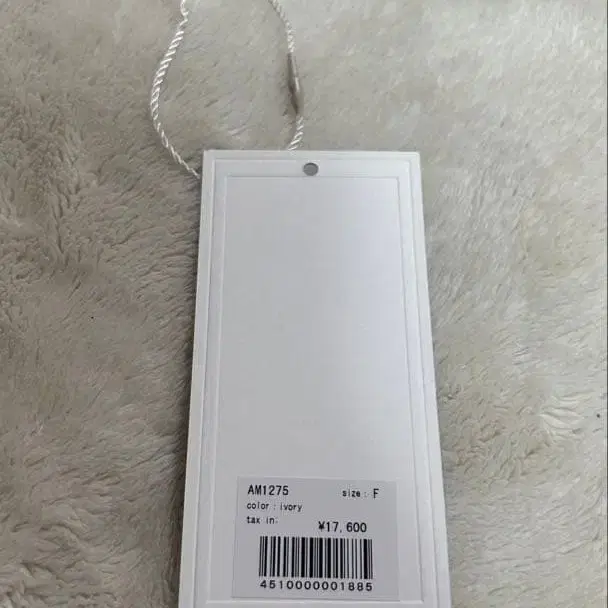 AM1275 size: F
color : ivory
tax in: ¥17,600
4510000001885